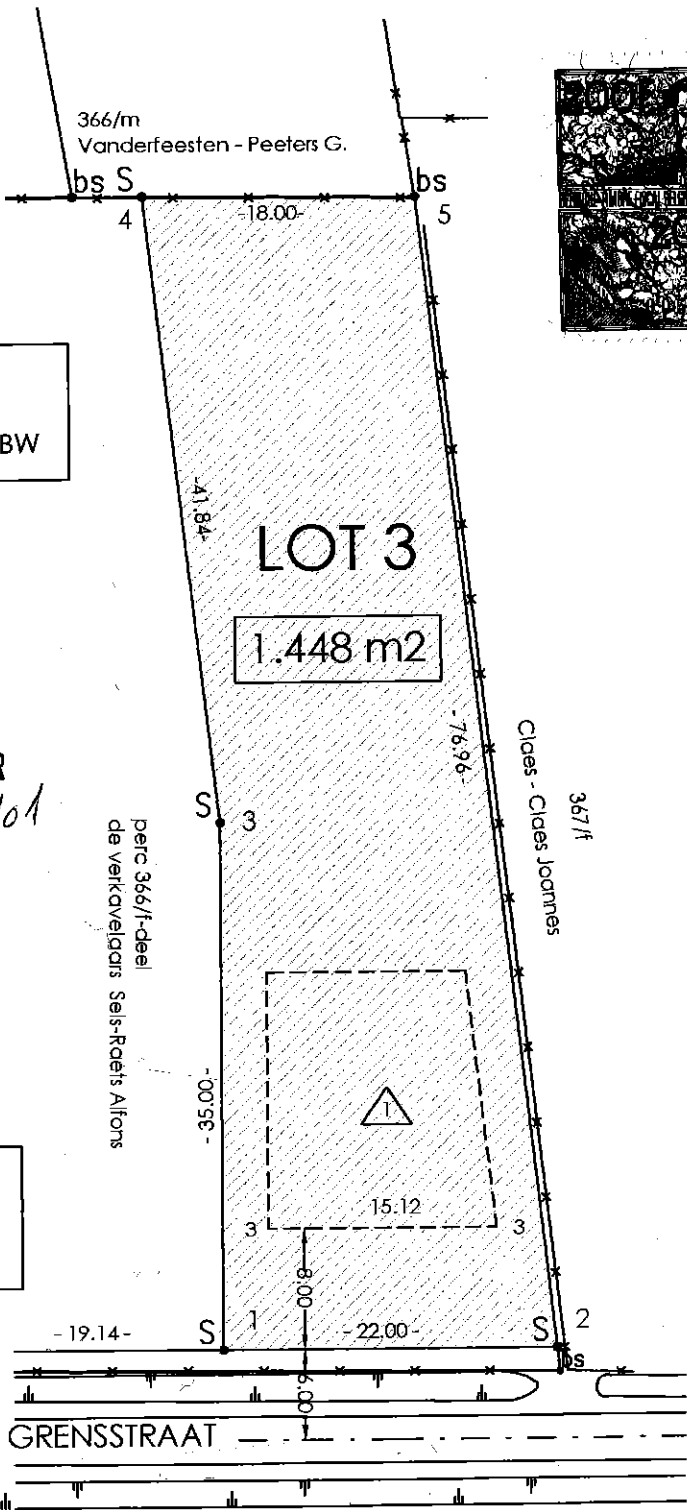 366/m
Vanderfeesten - Peeters G.
bs S
bs
4
-18.00-
5
BW
-41.84-
LOT 3
1.448 m2
-76.96-
Claes - Claes Joannes
367/f
R
101
S
3
perc 366/f-deel
de verkavelaars Sels-Raets Alfons
-35.00-
1
15.12
3
3
8.00
-19.14-
S
1
-22.00-
S
2
bs
6.00
GRENSSTRAAT